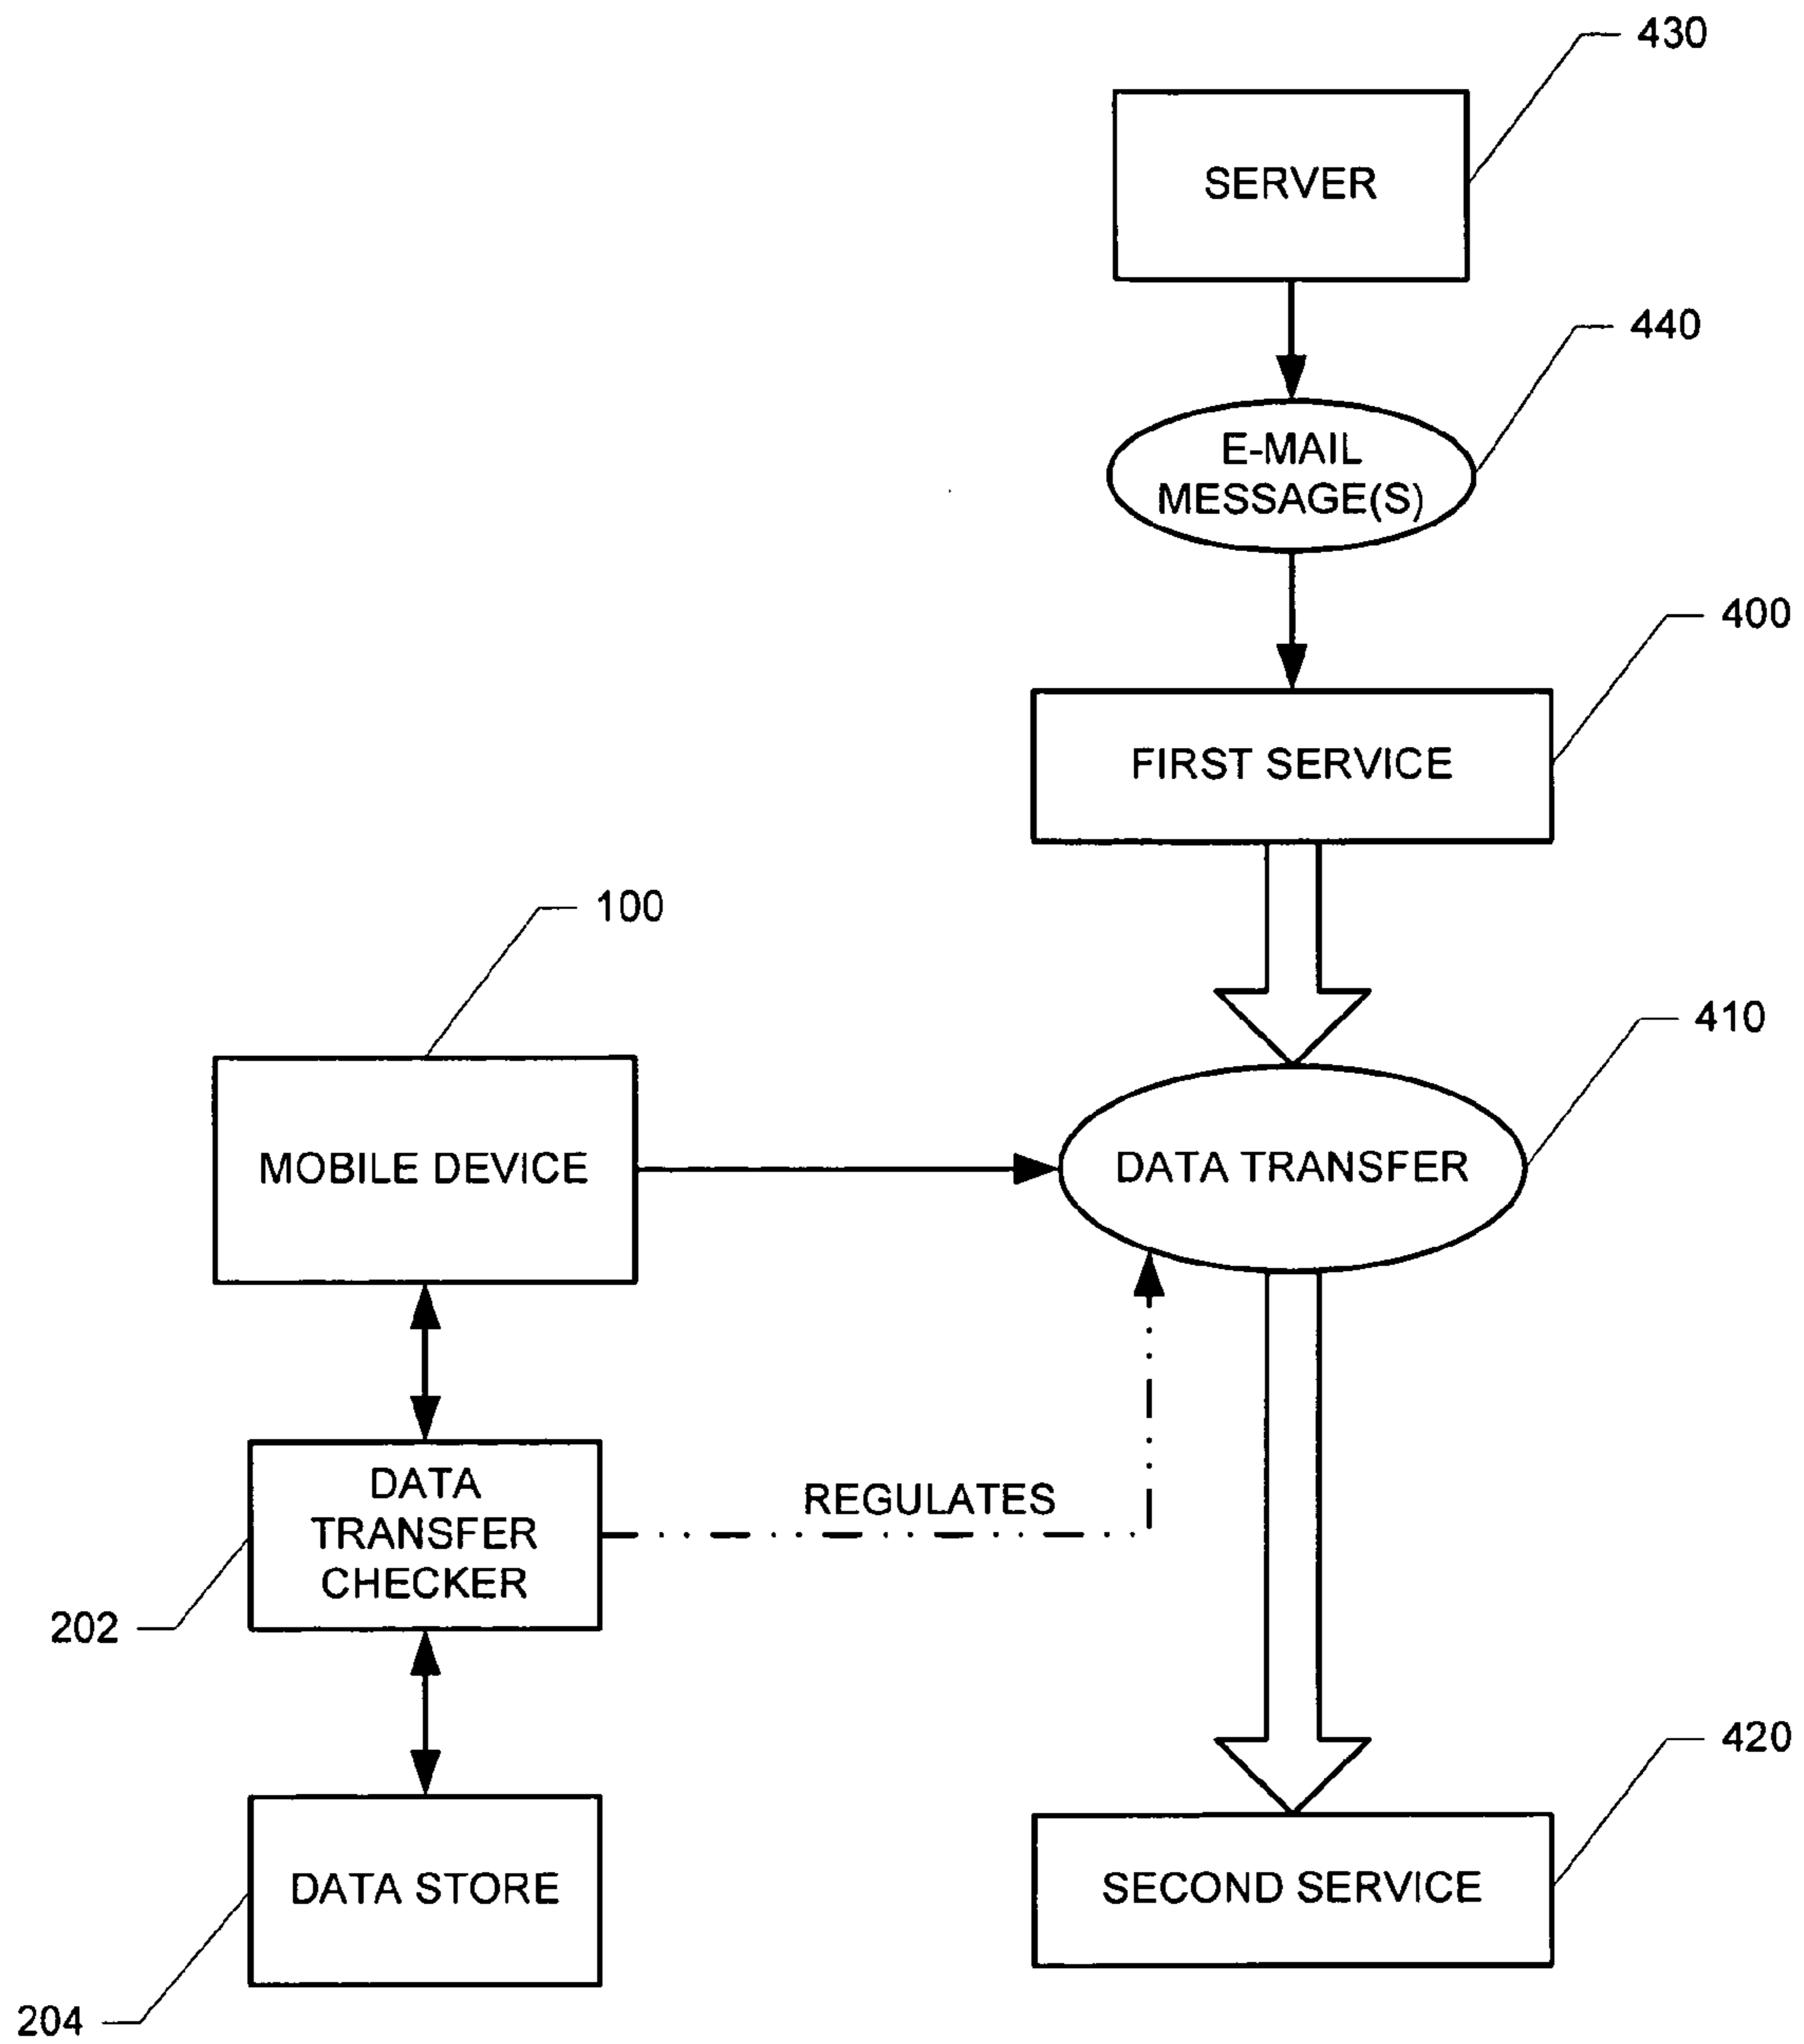 430
SERVER
440
E-MAIL
MESSAGE(S)
400
FIRST SERVICE
100
410
MOBILE DEVICE
DATA TRANSFER
DATA
TRANSFER
CHECKER
REGULATES
202
420
DATA STORE
SECOND SERVICE
204